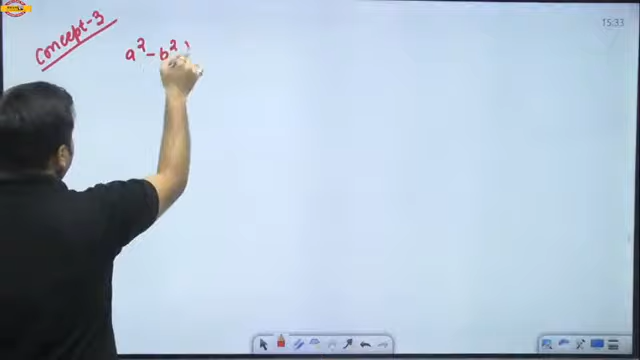 Concept-3
a² - b²
15:33